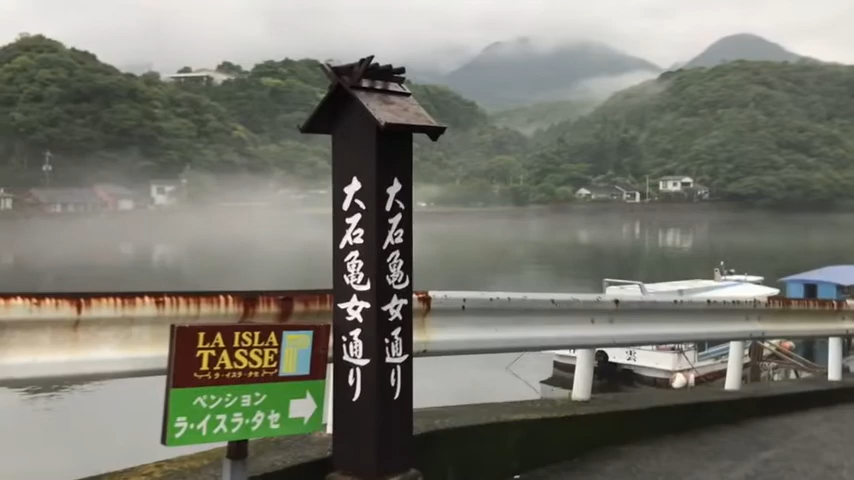 大石亀女通り
大石亀女通り
LA ISLA
TASSE
ラ・イスラ・タセ
P
ペンション
ラ・イスラ・タセ